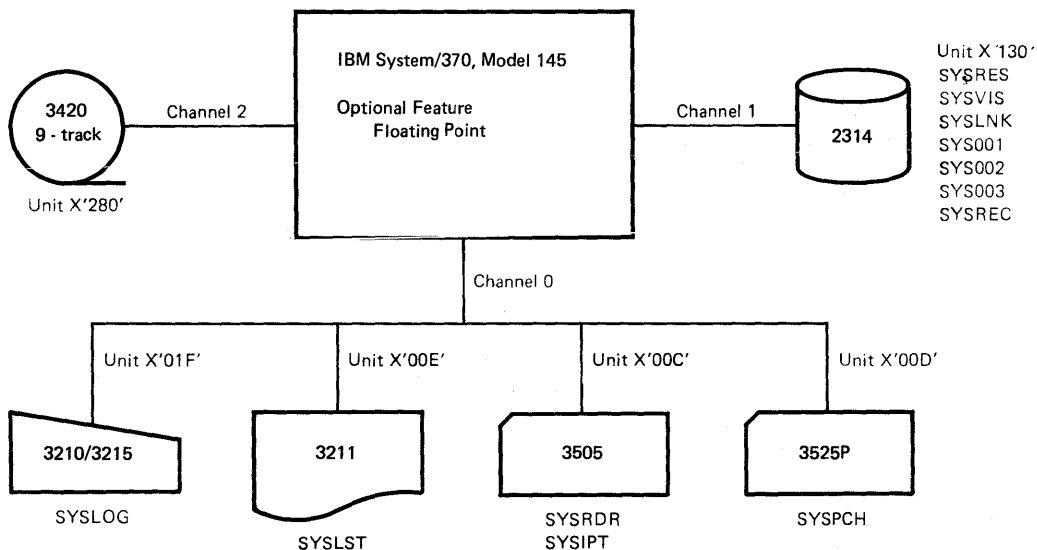 IBM System/370, Model 145
Optional Feature
Floating Point
3420
9 - track
Channel 2
Unit X'280'
Channel 1
2314
Unit X'130'
SYSRES
SYSVIS
SYSLNK
SYS001
SYS002
SYS003
SYSREC
Channel 0
Unit X'01F'
Unit X'00E'
Unit X'00C'
Unit X'00D'
3210/3215
3211
3505
3525P
SYSLOG
SYSLST
SYSRDR
SYSIPT
SYSPCH